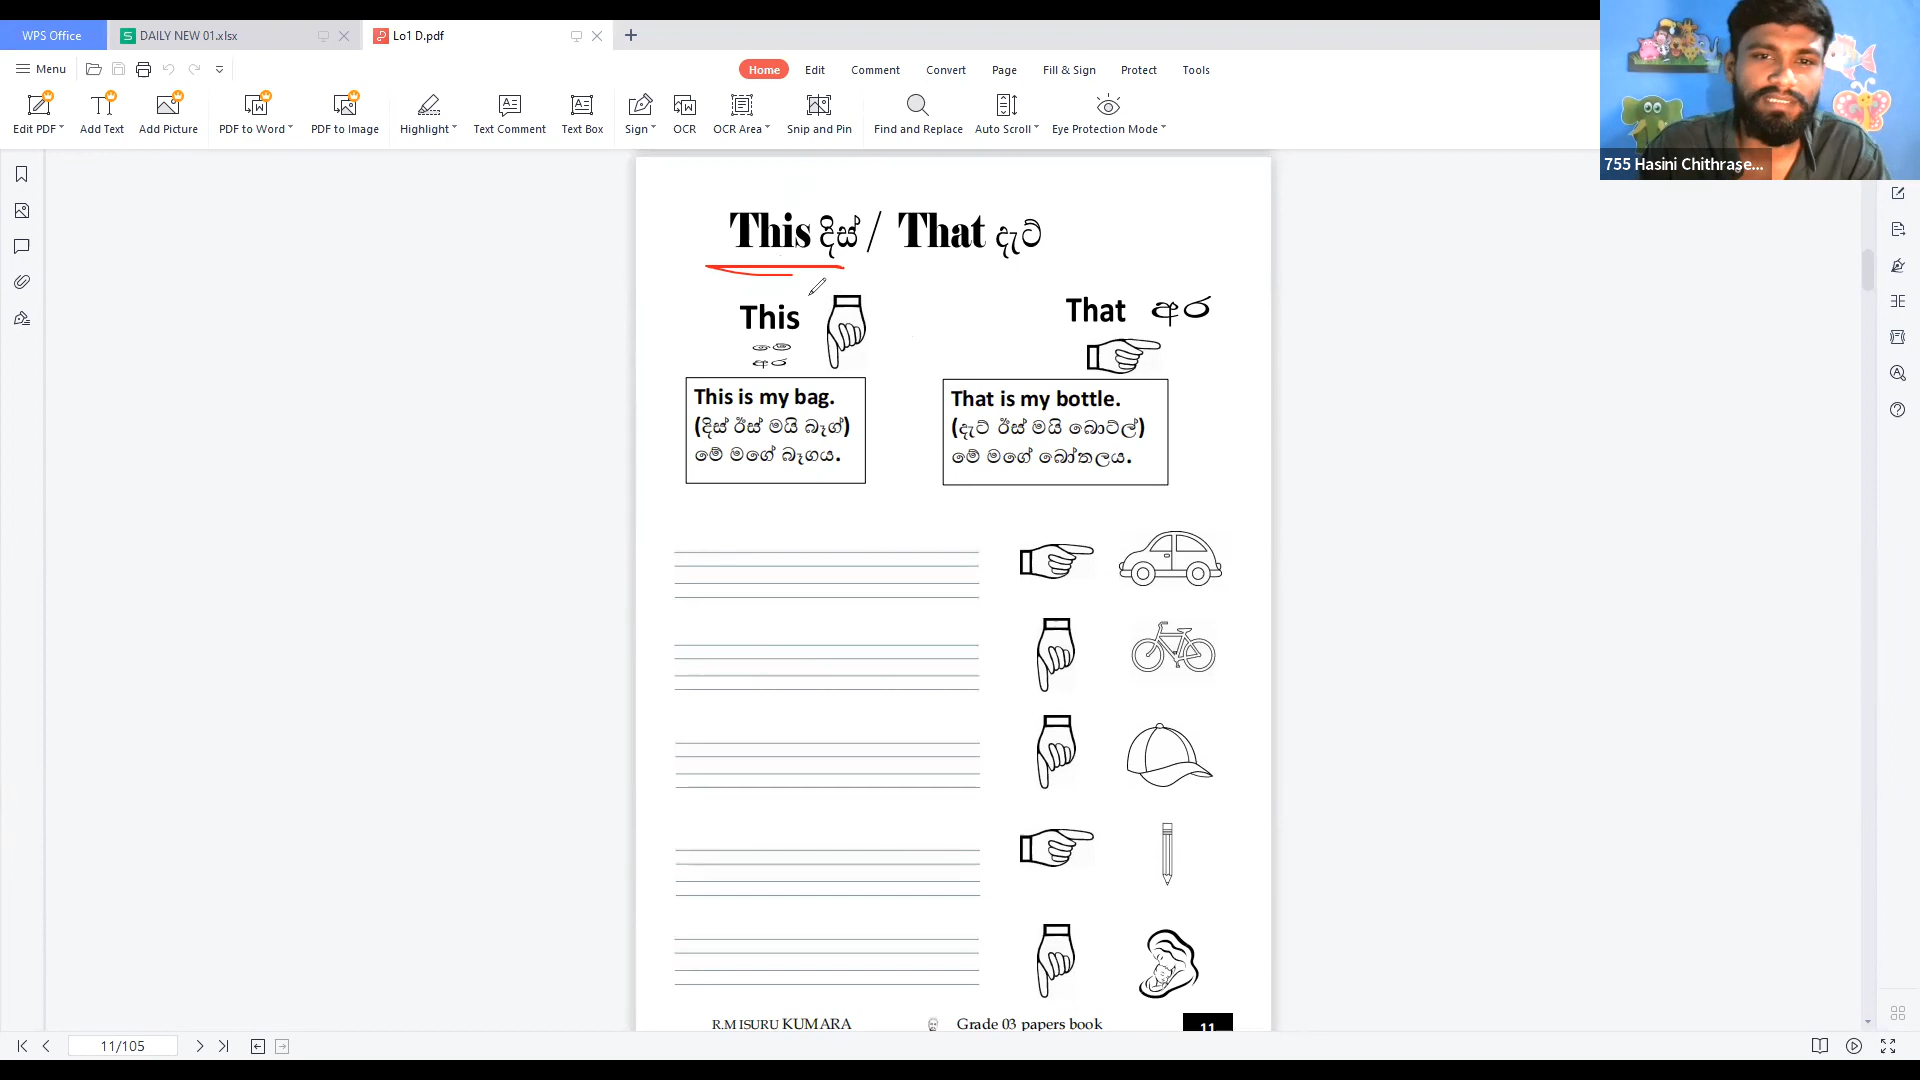 WPS Office
DAILY NEW 01.xlsx
Lo1 D.pdf
Menu
Home Edit Comment Convert Page Fill & Sign Protect Tools
Edit PDF Add Text Add Picture PDF to Word PDF to Image Highlight Text Comment Text Box Sign OCR OCR Area Snip and Pin Find and Replace Auto Scroll Eye Protection Mode
755 Hasini Chithrase...
This දිස් / That දැට්
This
That අර
අර
This is my bag.
(දිස් ඊස් මයි බෑග්)
මේ මගේ බෑගය.
That is my bottle.
(දැට් ඊස් මයි බොට්ල්)
මේ මගේ බෝතලය.
R.M ISURU KUMARA Grade 03 papers book 11
11/105